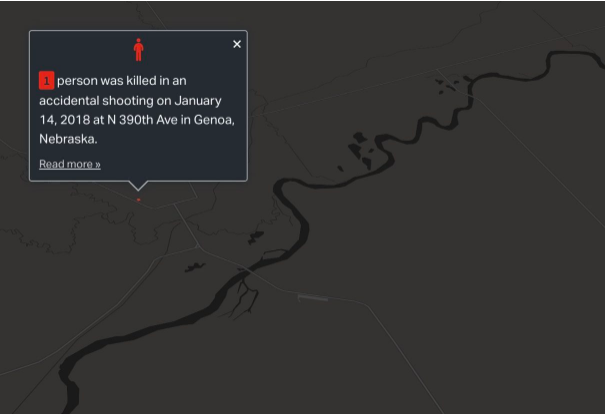 ×
1 person was killed in an
accidental shooting on January
14, 2018 at N 390th Ave in Genoa,
Nebraska.
Read more »